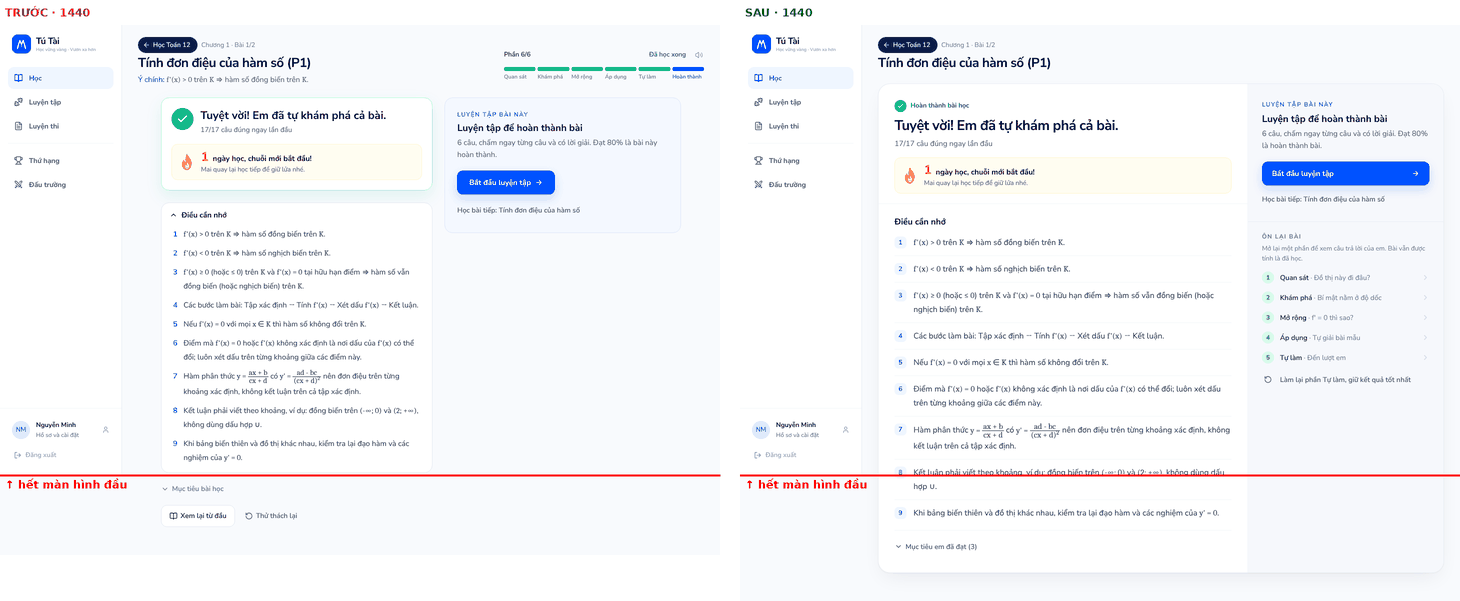 TRƯỚC · 1440
Tú Tài
Học vững vàng · Vươn xa hơn
Học
Luyện tập
Luyện thi
Thứ hạng
Đấu trường
NM
Nguyễn Minh
Hồ sơ và cài đặt
Đăng xuất
← Học Toán 12
Chương 1 · Bài 1/2
Tính đơn điệu của hàm số (P1)
Ý chính: f'(x) > 0 trên K ⇒ hàm số đồng biến trên K.
Phần 6/6
Đã học xong
Quan sát
Khám phá
Mở rộng
Áp dụng
Tự làm
Hoàn thành
Tuyệt vời! Em đã tự khám phá cả bài.
17/17 câu đúng ngay lần đầu
1 ngày học, chuỗi mới bắt đầu!
Mai quay lại học tiếp để giữ lửa nhé.
LUYỆN TẬP BÀI NÀY
Luyện tập để hoàn thành bài
6 câu, chấm ngay từng câu và có lời giải. Đạt 80% là bài này
hoàn thành.
Bắt đầu luyện tập →
Học bài tiếp: Tính đơn điệu của hàm số
Điều cần nhớ
1 f'(x) > 0 trên K ⇒ hàm số đồng biến trên K.
2 f'(x) < 0 trên K ⇒ hàm số nghịch biến trên K.
3 f'(x) ≥ 0 (hoặc ≤ 0) trên K và f'(x) = 0 tại hữu hạn điểm ⇒ hàm số vẫn
đồng biến (hoặc nghịch biến) trên K.
4 Các bước làm bài: Tập xác định → Tính f'(x) → Xét dấu f'(x) → Kết luận.
5 Nếu f'(x) = 0 với mọi x ∈ K thì hàm số không đổi trên K.
6 Điểm mà f'(x) = 0 hoặc f'(x) không xác định là nơi dấu của f'(x) có thể
đổi; luôn xét dấu trên từng khoảng giữa các điểm này.
7 Hàm phân thức y = (ax + b)/(cx + d) có y' = (ad - bc)/(cx + d)² nên đơn điệu trên từng
khoảng xác định, không kết luận trên cả tập xác định.
8 Kết luận phải viết theo khoảng, ví dụ: đồng biến trên (-∞; 0) và (2; +∞),
không dùng dấu hợp ∪.
9 Khi bảng biến thiên và đồ thị khác nhau, kiểm tra lại đạo hàm và các
nghiệm của y' = 0.
↑ hết màn hình đầu
Mục tiêu bài học
Xem lại từ đầu
Thử thách lại
SAU · 1440
Tú Tài
Học vững vàng · Vươn xa hơn
Học
Luyện tập
Luyện thi
Thứ hạng
Đấu trường
NM
Nguyễn Minh
Hồ sơ và cài đặt
Đăng xuất
← Học Toán 12
Chương 1 · Bài 1/2
Tính đơn điệu của hàm số (P1)
Hoàn thành bài học
Tuyệt vời! Em đã tự khám phá cả bài.
17/17 câu đúng ngay lần đầu
1 ngày học, chuỗi mới bắt đầu!
Mai quay lại học tiếp để giữ lửa nhé.
Điều cần nhớ
1 f'(x) > 0 trên K ⇒ hàm số đồng biến trên K.
2 f'(x) < 0 trên K ⇒ hàm số nghịch biến trên K.
3 f'(x) ≥ 0 (hoặc ≤ 0) trên K và f'(x) = 0 tại hữu hạn điểm ⇒ hàm số vẫn đồng biến (hoặc
nghịch biến) trên K.
4 Các bước làm bài: Tập xác định → Tính f'(x) → Xét dấu f'(x) → Kết luận.
5 Nếu f'(x) = 0 với mọi x ∈ K thì hàm số không đổi trên K.
6 Điểm mà f'(x) = 0 hoặc f'(x) không xác định là nơi dấu của f'(x) có thể đổi; luôn xét dấu
trên từng khoảng giữa các điểm này.
7 Hàm phân thức y = (ax + b)/(cx + d) có y' = (ad - bc)/(cx + d)² nên đơn điệu trên từng khoảng xác định, không
kết luận trên cả tập xác định.
8 Kết luận phải viết theo khoảng, ví dụ: đồng biến trên (-∞; 0) và (2; +∞), không dùng dấu
hợp ∪.
9 Khi bảng biến thiên và đồ thị khác nhau, kiểm tra lại đạo hàm và các nghiệm của y' = 0.
↑ hết màn hình đầu
Mục tiêu em đã đạt (3)
LUYỆN TẬP BÀI NÀY
Luyện tập để hoàn thành bài
6 câu, chấm ngay từng câu và có lời giải. Đạt 80%
là bài này hoàn thành.
Bắt đầu luyện tập →
Học bài tiếp: Tính đơn điệu của hàm số
ÔN LẠI BÀI
Mở lại một phần để xem câu trả lời của em. Bài vẫn được
tính là đã học.
1 Quan sát · Đồ thị này đi đâu?
2 Khám phá · Bí mật nằm ở độ dốc
3 Mở rộng · f' = 0 thì sao?
4 Áp dụng · Tự giải bài mẫu
5 Tự làm · Đến lượt em
Làm lại phần Tự làm, giữ kết quả tốt nhất